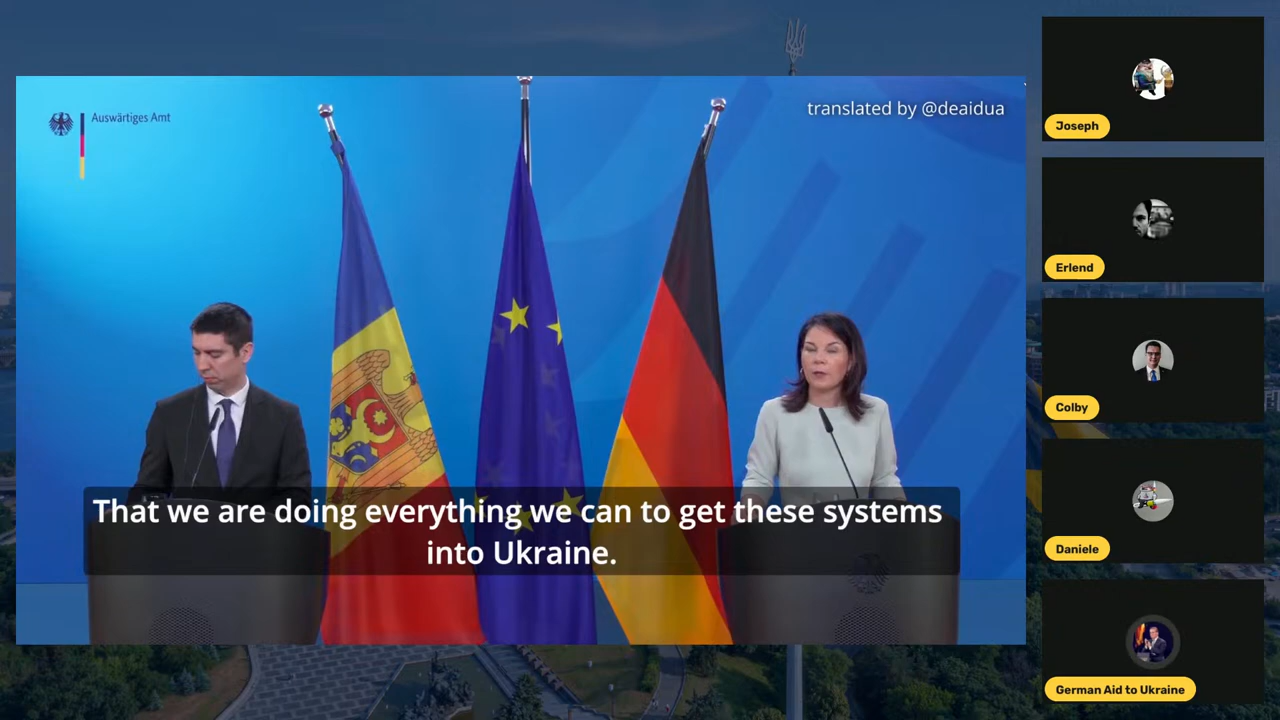 Auswärtiges Amt
translated by @deaidua
That we are doing everything we can to get these systems
into Ukraine.
Joseph
Erlend
Colby
Daniele
German Aid to Ukraine